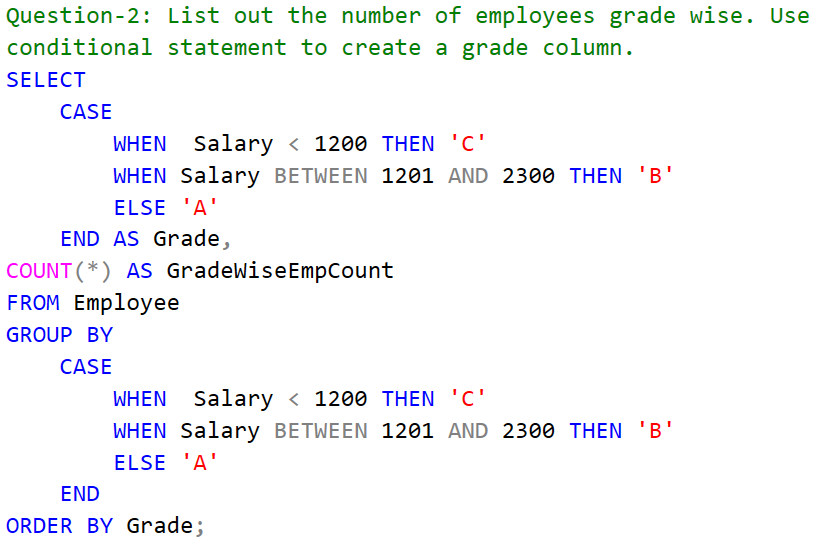 Question-2: List out the number of employees grade wise. Use
conditional statement to create a grade column.
SELECT
    CASE
        WHEN  Salary < 1200 THEN 'C'
        WHEN Salary BETWEEN 1201 AND 2300 THEN 'B'
        ELSE 'A'
    END AS Grade,
COUNT(*) AS GradeWiseEmpCount
FROM Employee
GROUP BY
    CASE
        WHEN  Salary < 1200 THEN 'C'
        WHEN Salary BETWEEN 1201 AND 2300 THEN 'B'
        ELSE 'A'
    END
ORDER BY Grade;